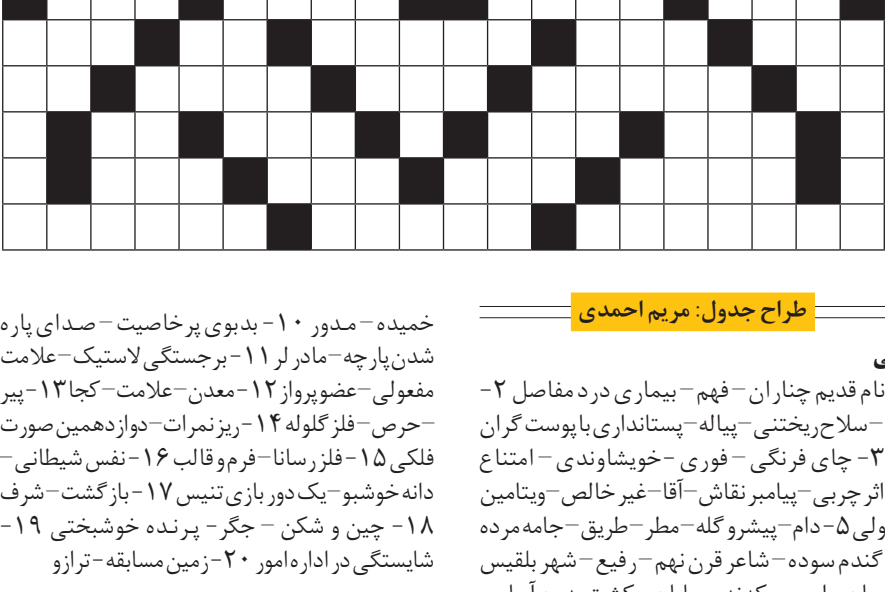 طراح جدول: مریم احمدی
نام قدیم چناران – فهم – بیماری درد مفاصل ۲-
– سلاح ریختنی – پیاله – پستانداری با پوست گران
۳- چای فرنگی – فوری – خویشاوندی – امتناع
اثر چربی – پیامبر نقاش – آقا – غیر خالص – ویتامین
ولی ۵- دام – پیشرو گله – مطر – طریق – جامه مرده
گندم سوده – شاعر قرن نهم – رفیع – شهر بلقیس
خمیده – مدور ۱۰- بدبوی پرخاصیت – صدای پاره
شدن پارچه – مادر لر ۱۱- برجستگی لاستیک – علامت
مفعولی – عضو پرواز ۱۲- معدن – علامت – کجا ۱۳- پیر
– حرص – فلز گلوله ۱۴- ریز نمرات – دوازدهمین صورت
فلکی ۱۵- فلز رسانا – فرم و قالب ۱۶- نفس شیطانی –
دانه خوشبو – یک دور بازی تنیس ۱۷- بازگشت – شرف
۱۸- چین و شکن – جگر – پرنده خوشبختی ۱۹-
شایستگی در اداره امور ۲۰- زمین مسابقه – ترازو